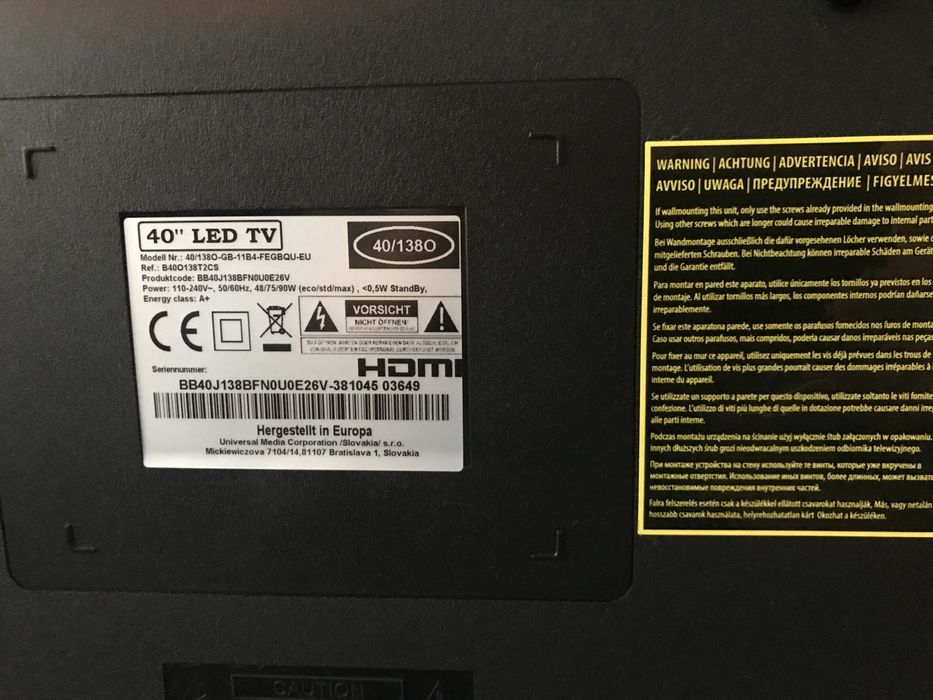 40" LED TV
40/138O
Modell Nr.: 40/138O-GB-11B4-FEGBQU-EU
Ref.: B40O138T2CS
Produktcode: BB40J138BFN0U0E26V
Power: 110-240V~, 50/60Hz, 48/75/90W (eco/std/max) , <0,5W StandBy,
Energy class: A+
CE
VORSICHT
NICHT ÖFFNEN!
HDMI
Seriennummer:
BB40J138BFN0U0E26V-381045 03649
Hergestellt in Europa
Universal Media Corporation /Slovakia/ s.r.o.
Mickiewiczova 7104/14,81107 Bratislava 1, Slovakia
WARNING | ACHTUNG | ADVERTENCIA | AVISO | AVIS
AVVISO | UWAGA | ПРЕДУПРЕЖДЕНИЕ | FIGYELMES
If wallmounting this unit, only use the screws already provided in the wallmounting
Using other screws which are longer could cause irreparable damage to internal part
Bei Wandmontage ausschließlich die dafür vorgesehenen Löcher verwenden, sowie
mitgelieferten Schrauben. Bei Nichtbeachtung können irreparable Schäden am Gerät
und die Garantie entfällt.
Para montar en pared este aparato, utilice únicamente los tornillos ya previstos en los
de montaje. Al utilizar tornillos más largos, los componentes internos podrían dañarse
irreparablemente.
Se fixar este aparatona parede, use somente os parafusos fornecidos nos furos de monta
Caso usar outros parafusos, mais compridos, poderia causar danos irreparáveis nas peças
Pour fixer au mur ce appareil, utilisez uniquement les vis déjà prévues dans les trous de
montage. L'utilisation de vis plus grandes pourrait causer des dommages irréparables à
interne du apparail.
Se utilizzate un supporto a parete per questo dispositivo, utilizzate soltanto le viti fornite
confezione. L'utilizzo di viti più lunghe di quelle in dotazione potrebbe causare danni irre
alle parti interne.
Podczas montażu urządzenia na ścinanie użyj wyłącznie śtub załączonych w opakowaniu.
innych dłuższych śrub grozi nieodwracalnym uszkodzeniem odbiornika telewizyjnego.
При монтаже устройства на стену используйте те винты, которые уже вкручены в
монтажные отверстия. Использование иных винтов, более длинных, может вызват
невосстановимые повреждения внутренних частей.
Falra felszerelés esetén csak a készülékkel ellátott csavarokat használják, Más, vagy netalán
hosszabb csavarok használata, helyrehozhatatlan kárt Okozhat a készüléken.
CAUTION